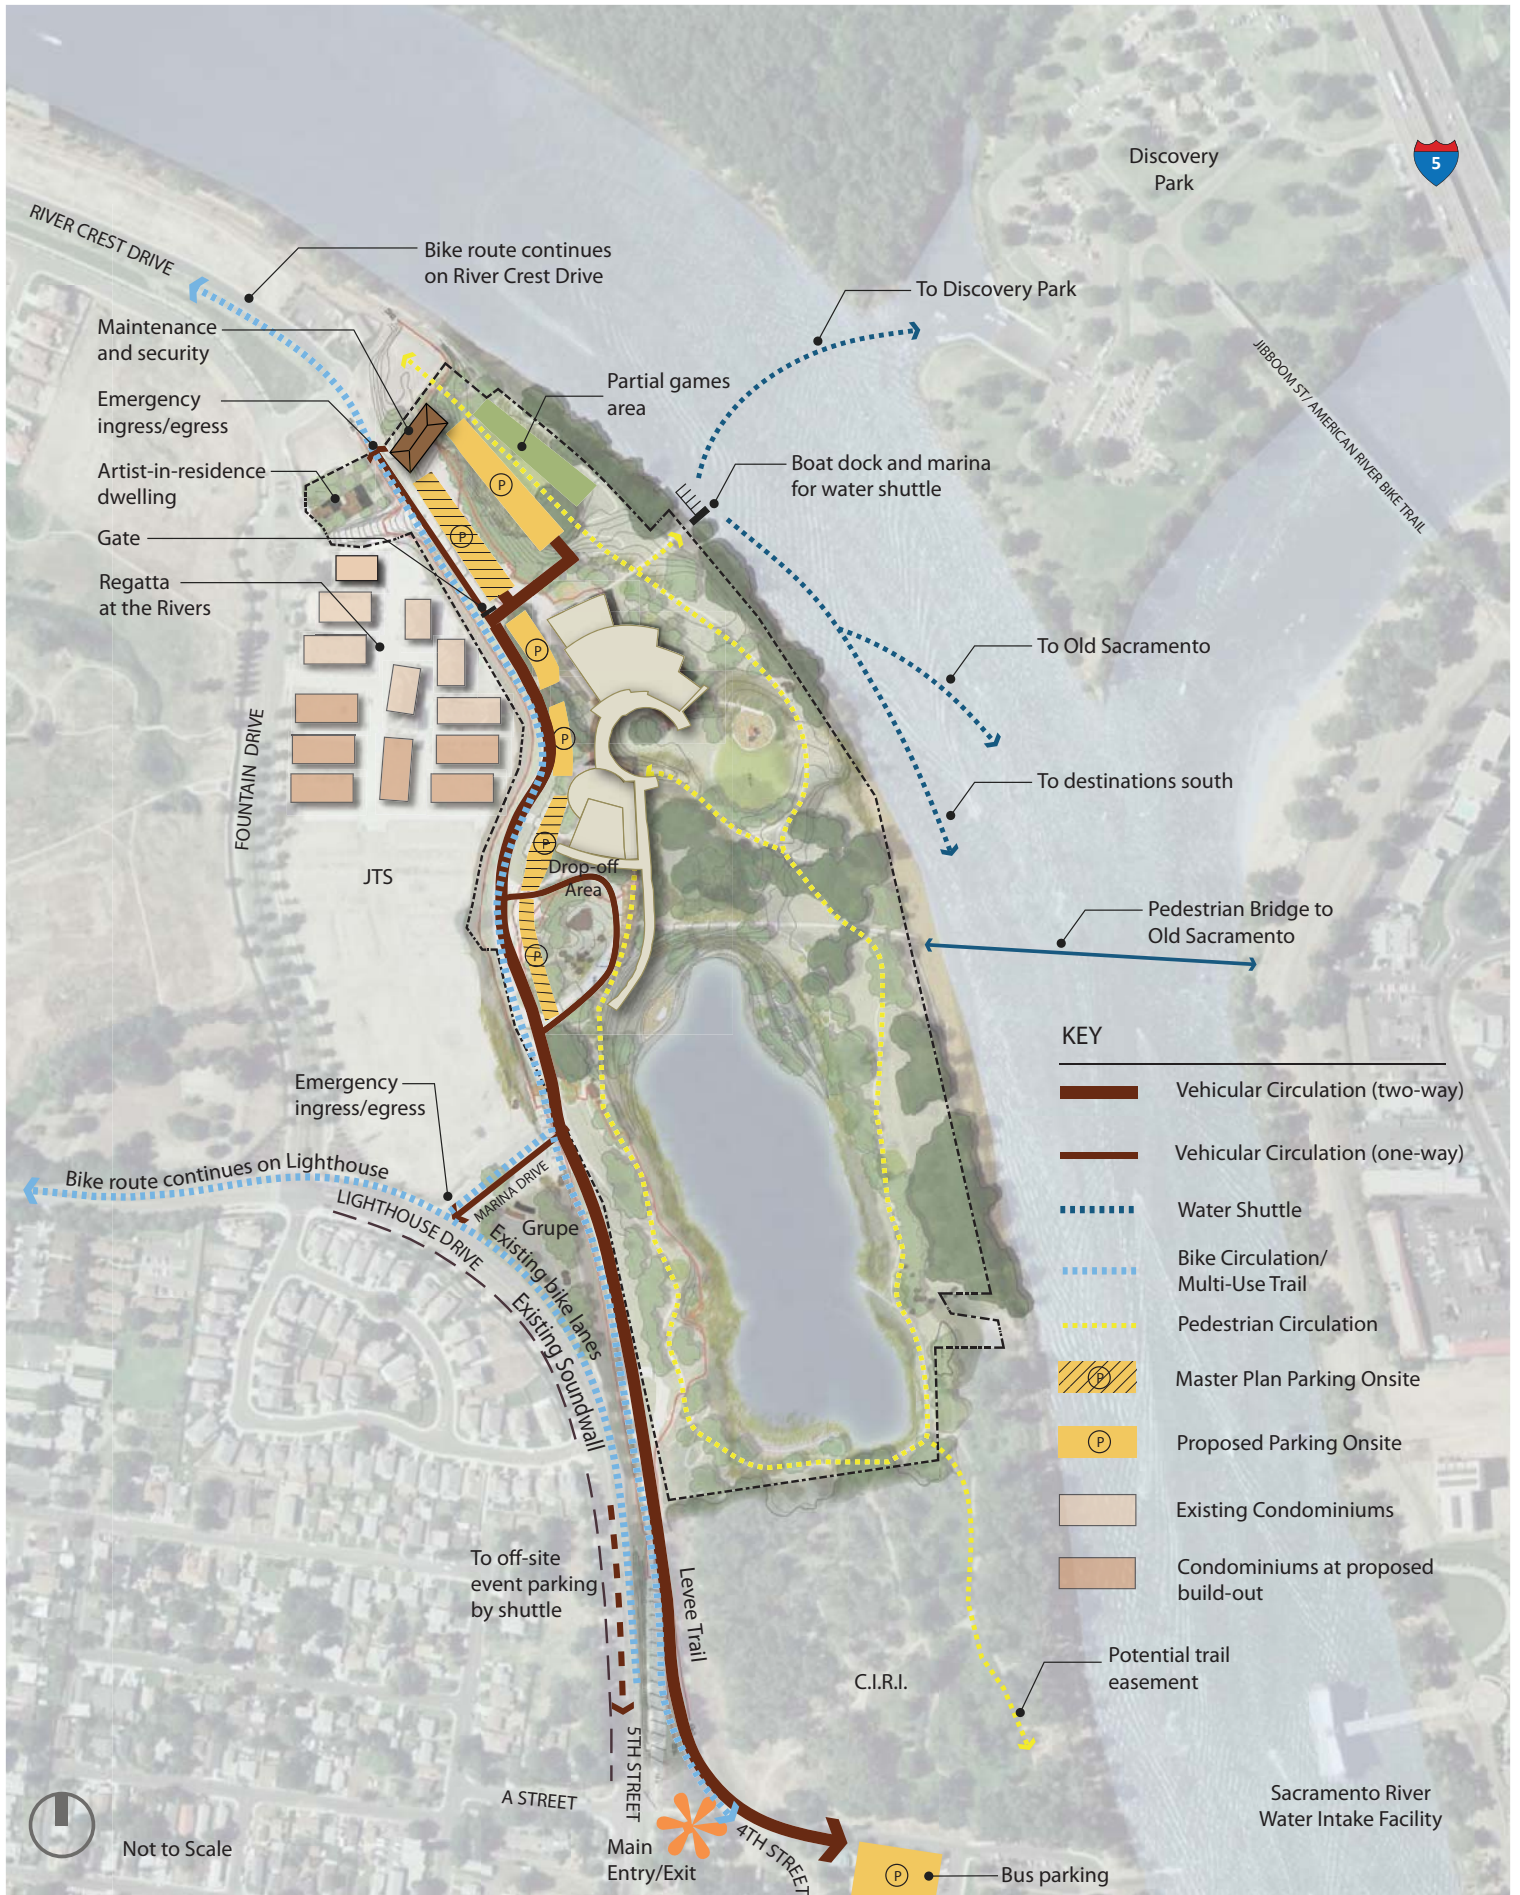 Discovery
Park
5
RIVER CREST DRIVE
Bike route continues
on River Crest Drive
To Discovery Park
Maintenance
and security
JIBBOOM ST/ AMERICAN RIVER BIKE TRAIL
Partial games
area
Emergency
ingress/egress
Boat dock and marina
for water shuttle
Artist-in-residence
dwelling
P
P
Gate
Regatta
at the Rivers
P
To Old Sacramento
FOUNTAIN DRIVE
P
To destinations south
P
JTS
Drop-off
Area
Pedestrian Bridge to
Old Sacramento
P
KEY
Emergency
ingress/egress
Vehicular Circulation (two-way)
Vehicular Circulation (one-way)
Bike route continues on Lighthouse
MARINA DRIVE
LIGHTHOUSE DRIVE
Grupe
Water Shuttle
Existing bike lanes
Bike Circulation/
Multi-Use Trail
Existing Soundwall
Pedestrian Circulation
P
Master Plan Parking Onsite
P
Proposed Parking Onsite
Existing Condominiums
To off-site
event parking
by shuttle
Condominiums at proposed
build-out
Levee Trail
C.I.R.I.
Potential trail
easement
5TH STREET
A STREET
Sacramento River
Water Intake Facility
Not to Scale
Main
Entry/Exit
4TH STREET
P
Bus parking